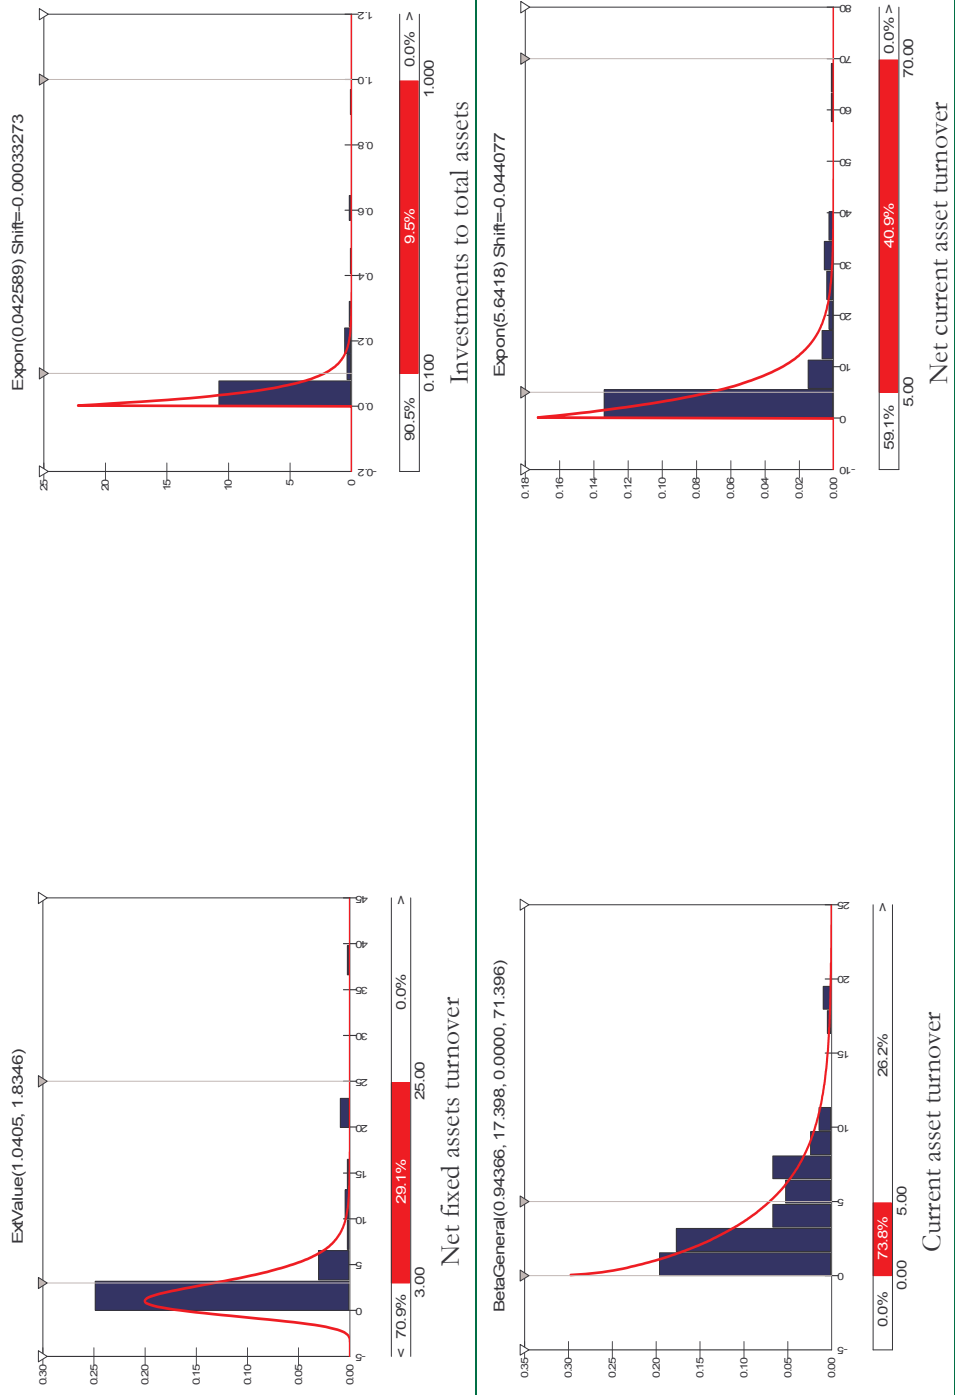 ExtValue(1.0405, 1.8346)
0.30
0.25
0.20
0.15
0.10
0.05
0.00
-5 0 5 10 15 20 25 30 35 40 45
< 70.9% 29.1% 0.0% >
3.00 25.00
Net fixed assets turnover
Expon(0.042589) Shift=-0.00033273
25
20
15
10
5
0
-0.2 0.0 0.2 0.4 0.6 0.8 1.0 1.2
90.5% 9.5% 0.0% >
0.100 1.000
Investments to total assets
BetaGeneral(0.94366, 17.398, 0.0000, 71.396)
0.35
0.30
0.25
0.20
0.15
0.10
0.05
0.00
-5 0 5 10 15 20 25
0.0% 73.8% 26.2% >
0.00 5.00
Current asset turnover
Expon(5.6418) Shift=-0.044077
0.18
0.16
0.14
0.12
0.10
0.08
0.06
0.04
0.02
0.00
-10 0 10 20 30 40 50 60 70 80
59.1% 40.9% 0.0% >
5.00 70.00
Net current asset turnover